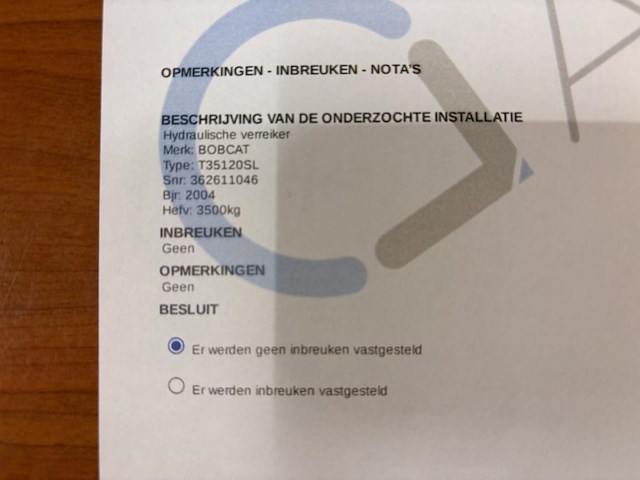 OPMERKINGEN - INBREUKEN - NOTA'S
BESCHRIJVING VAN DE ONDERZOCHTE INSTALLATIE
Hydraulische verreiker
Merk: BOBCAT
Type: T35120SL
Snr: 362611046
Bjr: 2004
Hefv: 3500kg
INBREUKEN
Geen
OPMERKINGEN
Geen
BESLUIT
Er werden geen inbreuken vastgesteld
Er werden inbreuken vastgesteld